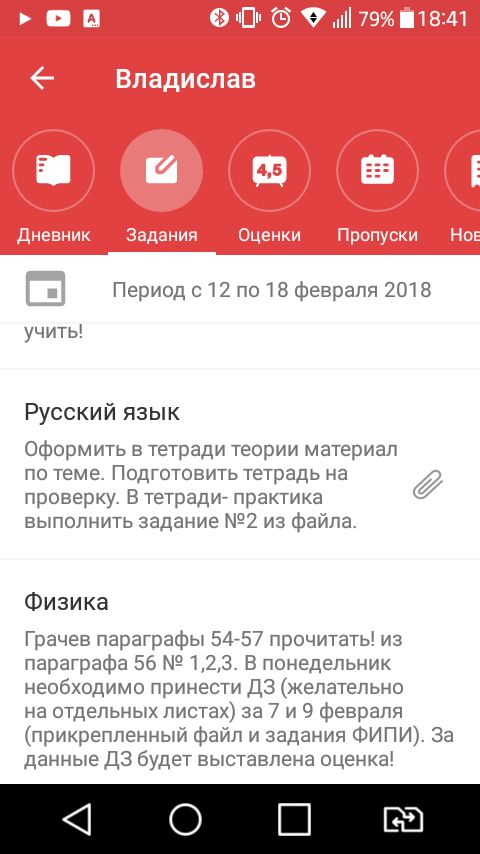 79% 18:41
Владислав
4,5
Дневник Задания Оценки Пропуски Нов
Период с 12 по 18 февраля 2018
учить!
Русский язык
Оформить в тетради теории материал
по теме. Подготовить тетрадь на
проверку. В тетради- практика
выполнить задание №2 из файла.
Физика
Грачев параграфы 54-57 прочитать! из
параграфа 56 № 1,2,3. В понедельник
необходимо принести ДЗ (желательно
на отдельных листах) за 7 и 9 февраля
(прикрепленный файл и задания ФИПИ). За
данные ДЗ будет выставлена оценка!